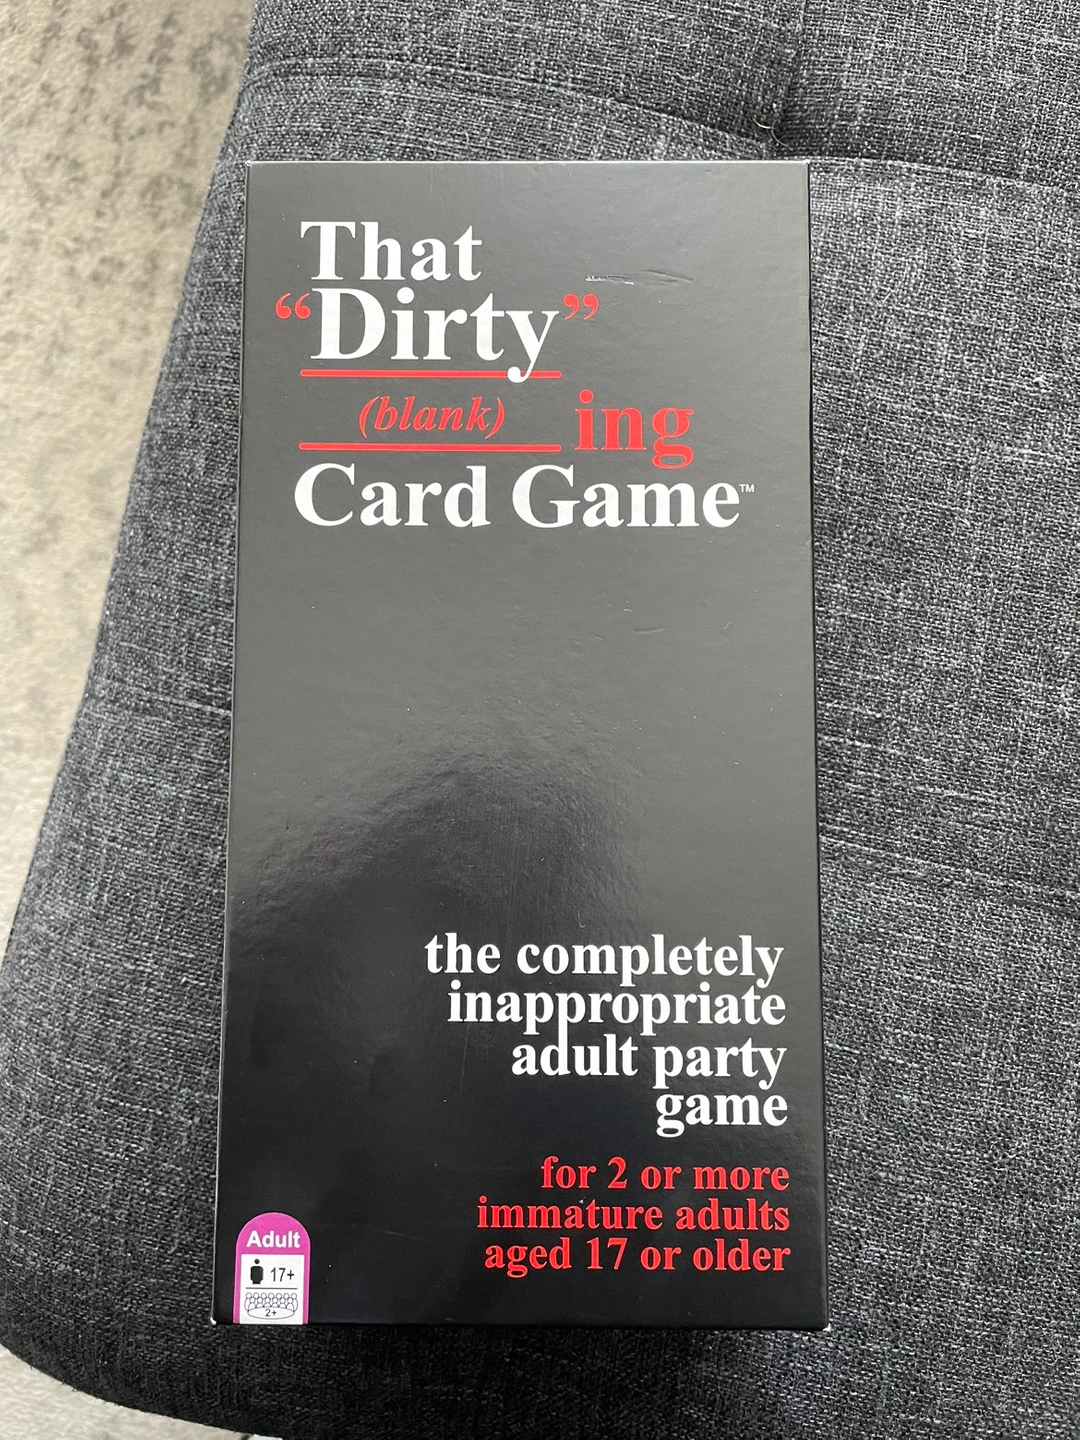 That
“Dirty”
(blank) ing
Card Game™
the completely
inappropriate
adult party
game
for 2 or more
immature adults
aged 17 or older
Adult
17+
2+